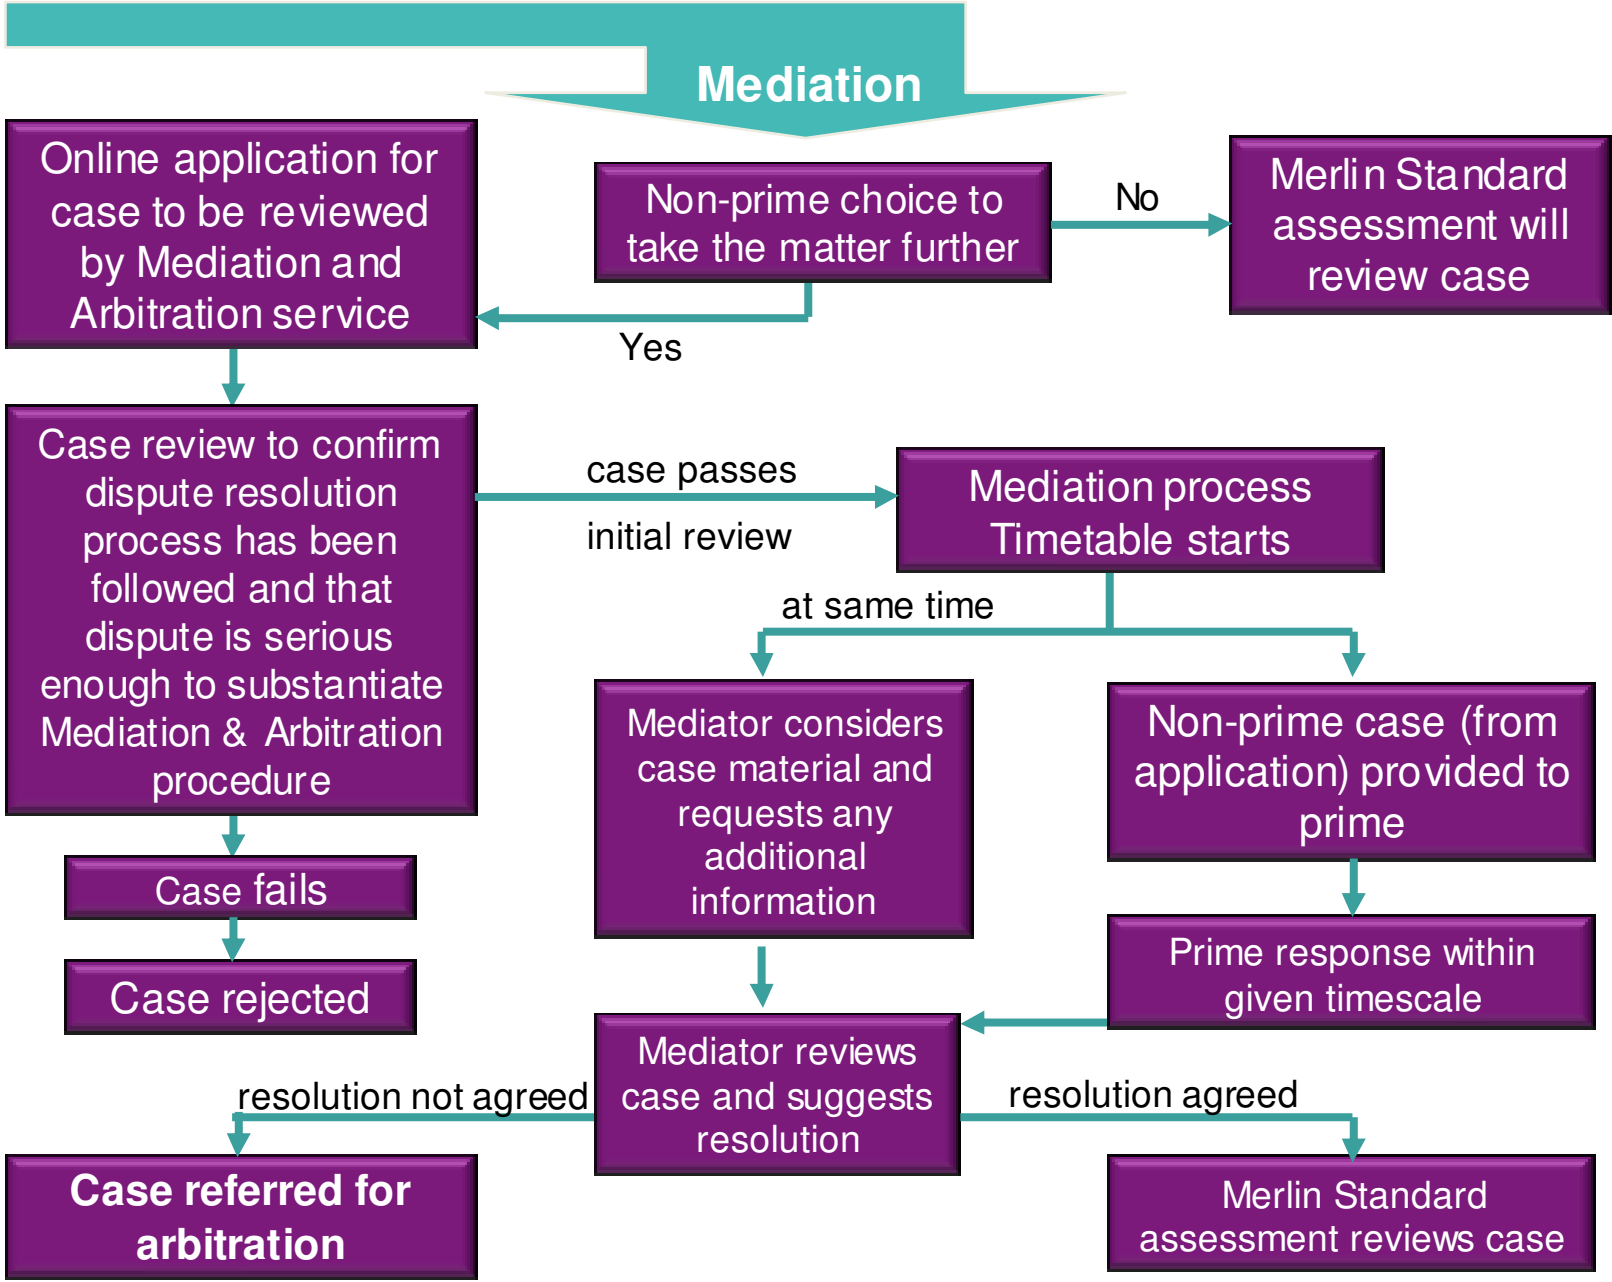 Mediation
Online application for
case to be reviewed
by Mediation and
Arbitration service
Non-prime choice to
take the matter further
No
Merlin Standard
assessment will
review case
Yes
Case review to confirm
dispute resolution
process has been
followed and that
dispute is serious
enough to substantiate
Mediation & Arbitration
procedure
case passes
initial review
Mediation process
Timetable starts
at same time
Mediator considers
case material and
requests any
additional
information
Non-prime case (from
application) provided to
prime
Case fails
Case rejected
Prime response within
given timescale
Mediator reviews
case and suggests
resolution
resolution not agreed
resolution agreed
Case referred for
arbitration
Merlin Standard
assessment reviews case